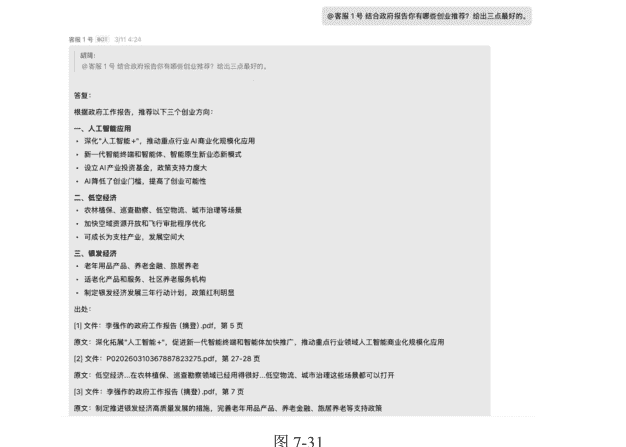 @客服 1 号 结合政府报告你有哪些创业推荐？给出三点最好的。
客服 1 号 BOT 3/11 4:24
胡隋：
@客服 1 号 结合政府报告你有哪些创业推荐？给出三点最好的。
答复：
根据政府工作报告，推荐以下三个创业方向：
一、人工智能应用
• 深化"人工智能+"，推动重点行业AI商业化规模化应用
• 新一代智能终端和智能体、智能原生新业态新模式
• 设立AI产业投资基金，政策支持力度大
• AI降低了创业门槛，提高了创业可能性
二、低空经济
• 农林植保、巡查勘察、低空物流、城市治理等场景
• 加快空域资源开放和飞行审批程序优化
• 可成长为支柱产业，发展空间大
三、银发经济
• 老年用品产品、养老金融、旅居养老
• 适老化产品和服务、社区养老服务机构
• 制定银发经济发展三年行动计划，政策红利明显
出处：
[1] 文件：李强作的政府工作报告（摘登）.pdf，第 5 页
原文：深化拓展"人工智能+"，促进新一代智能终端和智能体加快推广，推动重点行业领域人工智能商业化规模化应用
[2] 文件：P020260310367887823275.pdf，第 27-28 页
原文：低空经济...在农林植保、巡查勘察领域已经用得很好...低空物流、城市治理这些场景都可以打开
[3] 文件：李强作的政府工作报告（摘登）.pdf，第 7 页
原文：制定推进银发经济高质量发展的措施，完善老年用品产品、养老金融、旅居养老等支持政策
图 7-31